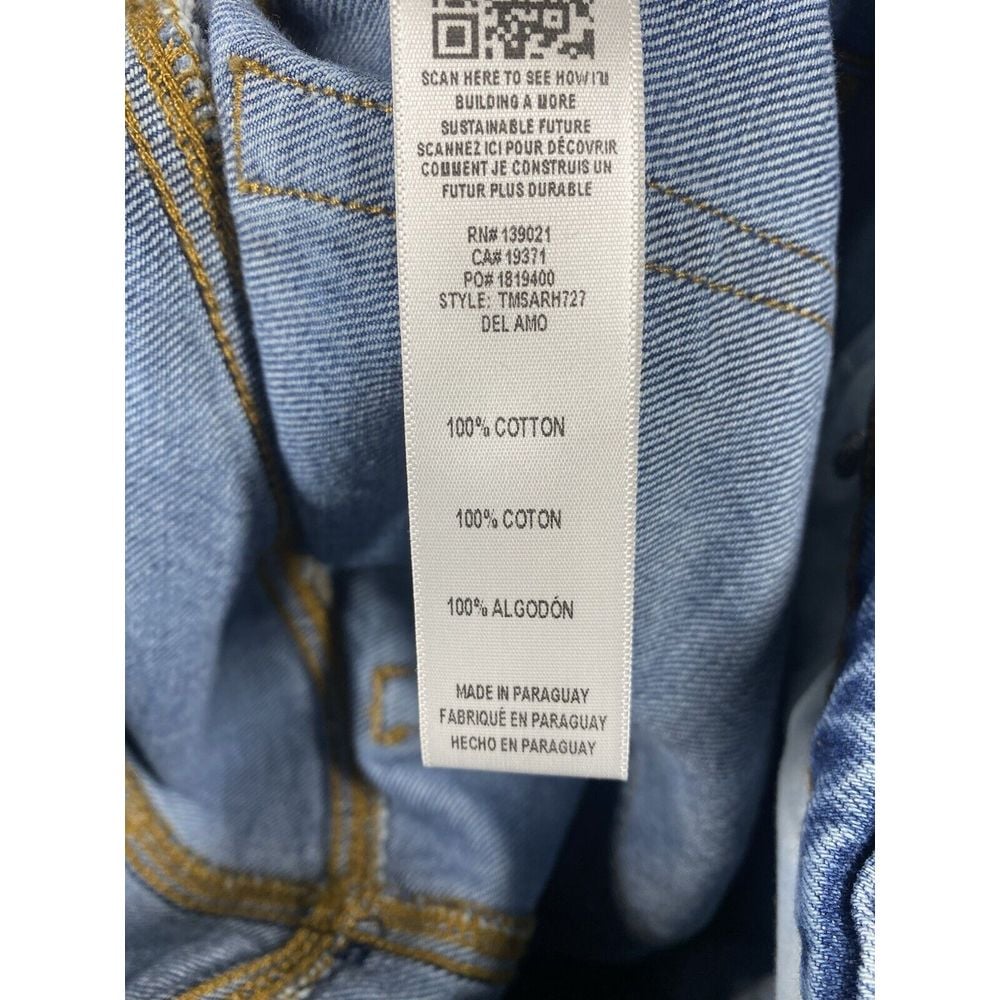 SCAN HERE TO SEE HOW I'M
BUILDING A MORE
SUSTAINABLE FUTURE
SCANNEZ ICI POUR DÉCOVRIR
COMMENT JE CONSTRUIS UN
FUTUR PLUS DURABLE
RN# 139021
CA# 19371
PO# 1819400
STYLE: TMSARH727
DEL AMO
100% COTTON
100% COTON
100% ALGODÓN
MADE IN PARAGUAY
FABRIQUÉ EN PARAGUAY
HECHO EN PARAGUAY